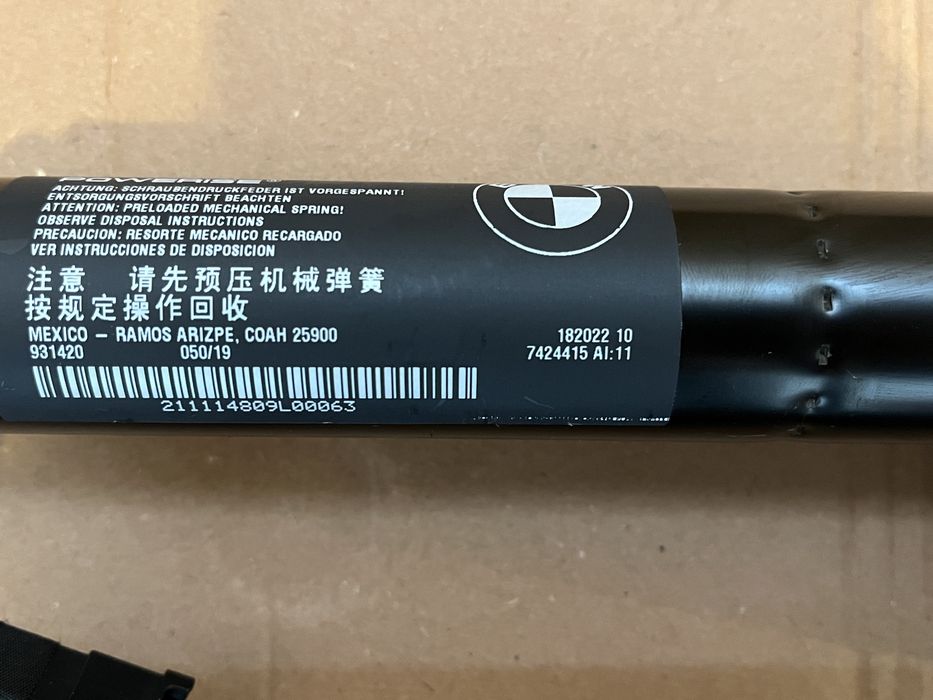 POWERISE®
ACHTUNG: SCHRAUBENDRUCKFEDER IST VORGESPANNT!
ENTSORGUNGSVORSCHRIFT BEACHTEN
ATTENTION: PRELOADED MECHANICAL SPRING!
OBSERVE DISPOSAL INSTRUCTIONS
PRECAUCION: RESORTE MECANICO RECARGADO
VER INSTRUCCIONES DE DISPOSICION
注意 请先预压机械弹簧
按规定操作回收
MEXICO – RAMOS ARIZPE, COAH 25900
931420 050/19
182022 10
7424415 AI:11
211114809L00063